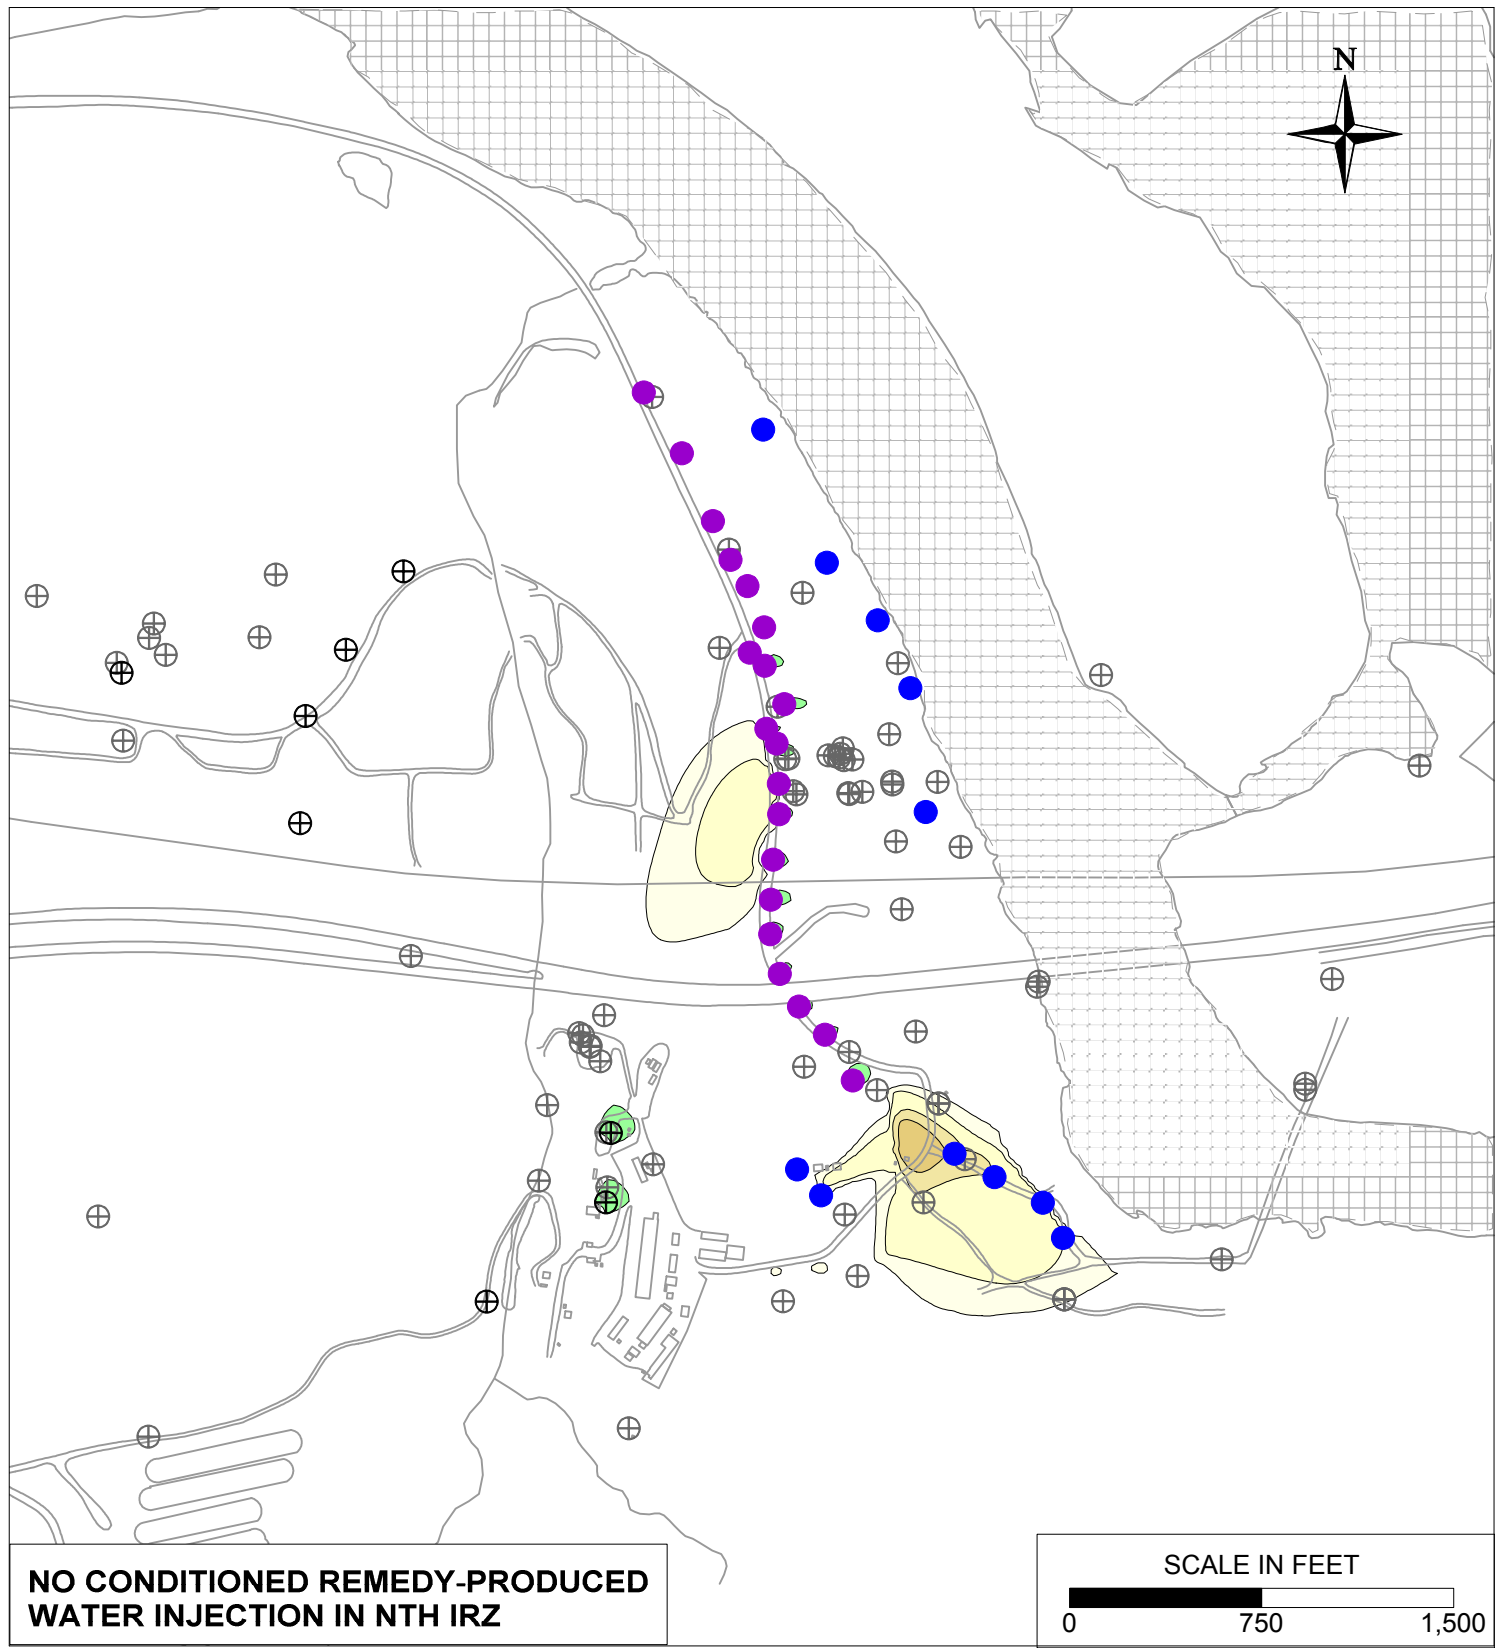 N
NO CONDITIONED REMEDY-PRODUCED
WATER INJECTION IN NTH IRZ
SCALE IN FEET
0 750 1,500